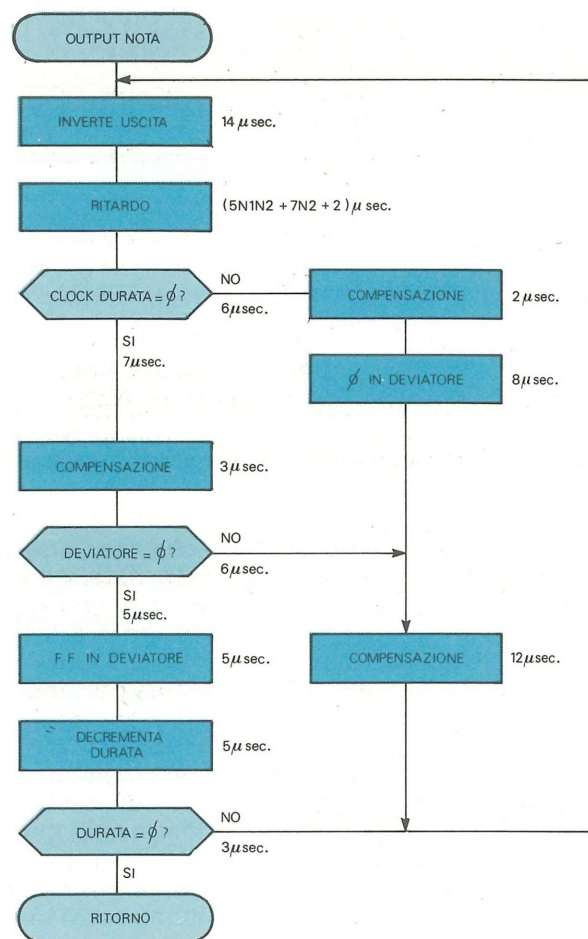 OUTPUT NOTA
INVERTE USCITA
14 μsec.
RITARDO
(5N1N2 + 7N2 + 2) μ sec.
CLOCK DURATA = ∅ ?
NO
6μsec.
COMPENSAZIONE
2μsec.
SI
7μsec.
∅ IN DEVIATORE
8μsec.
COMPENSAZIONE
3μsec.
DEVIATORE = ∅ ?
NO
6μsec.
SI
5μsec.
F F IN DEVIATORE
5μsec.
COMPENSAZIONE
12μsec.
DECREMENTA
DURATA
5μsec.
DURATA = ∅ ?
NO
3μsec.
SI
RITORNO